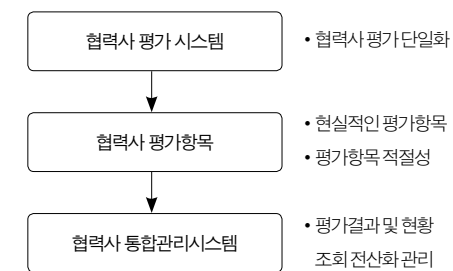 협력사 평가 시스템
• 협력사 평가 단일화
협력사 평가항목
• 현실적인 평가항목
• 평가항목 적절성
협력사 통합관리시스템
• 평가결과 및 현황
조회 전산화 관리